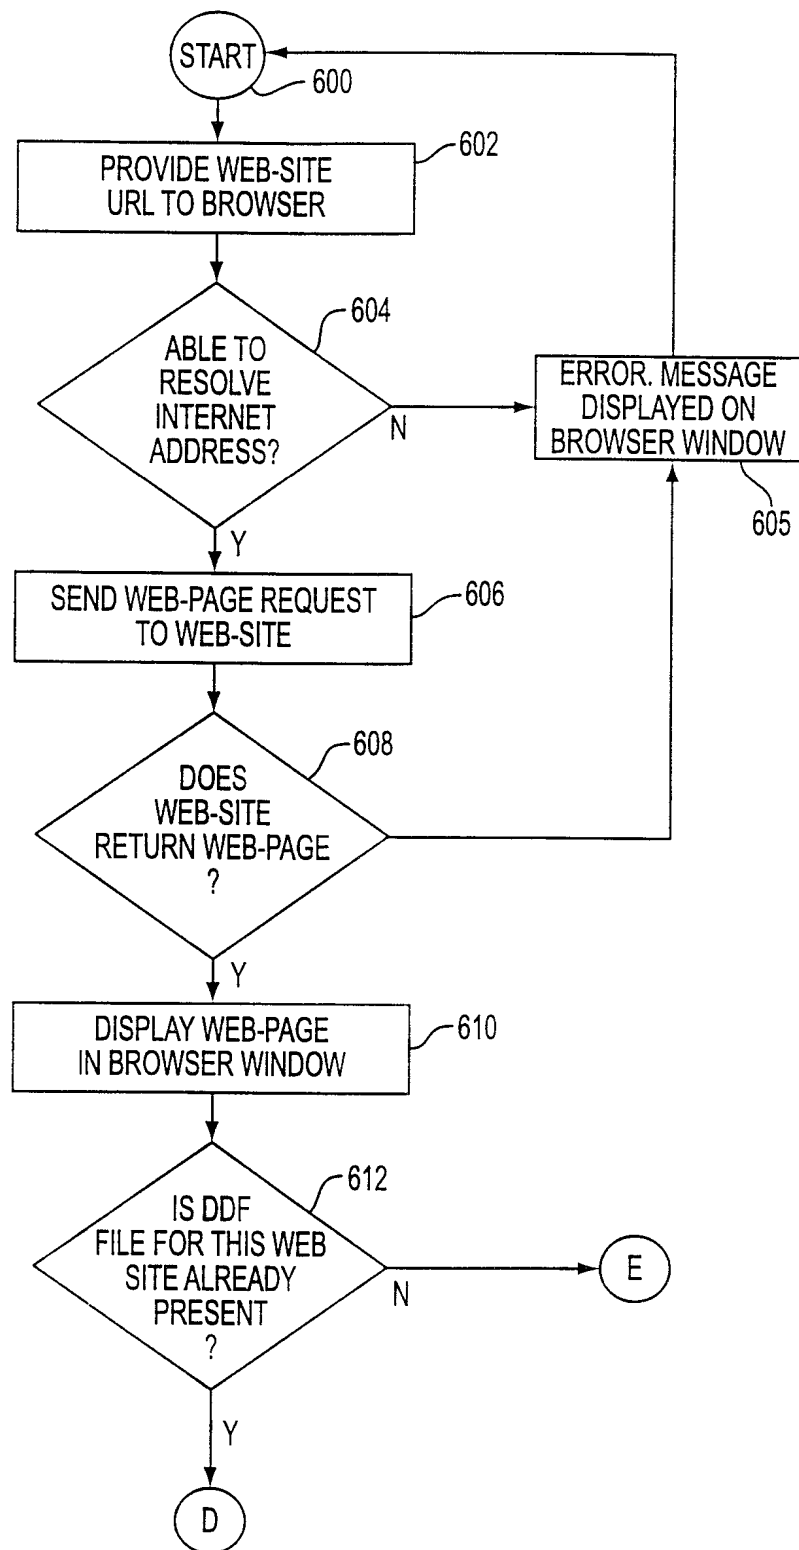 START
600
PROVIDE WEB-SITE
URL TO BROWSER
602
ABLE TO
RESOLVE
INTERNET
ADDRESS?
604
N
ERROR. MESSAGE
DISPLAYED ON
BROWSER WINDOW
605
Y
SEND WEB-PAGE REQUEST
TO WEB-SITE
606
DOES
WEB-SITE
RETURN WEB-PAGE
?
608
Y
DISPLAY WEB-PAGE
IN BROWSER WINDOW
610
IS DDF
FILE FOR THIS WEB
SITE ALREADY
PRESENT
?
612
N
E
Y
D